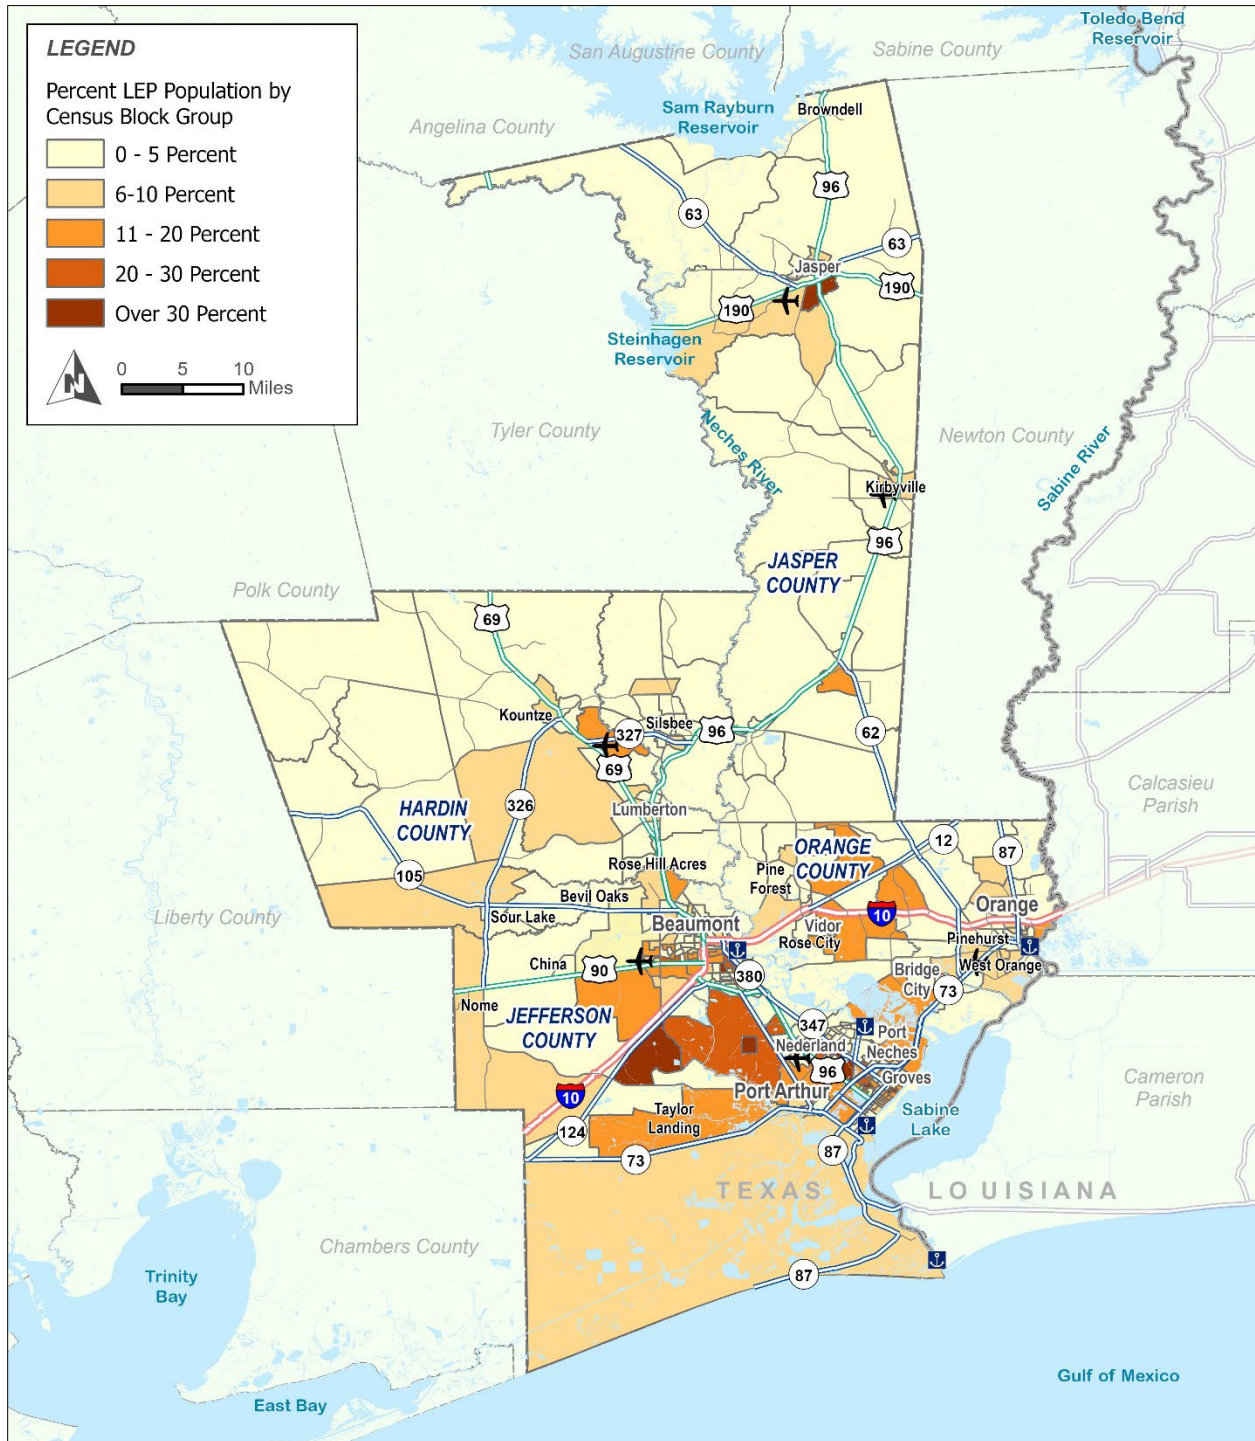 LEGEND
Percent LEP Population by
Census Block Group
0 - 5 Percent
6-10 Percent
11 - 20 Percent
20 - 30 Percent
Over 30 Percent
N
0 5 10
Miles
Toledo Bend
Reservoir
San Augustine County
Sabine County
Sam Rayburn
Reservoir
Browndell
Angelina County
96
63
63
Jasper
190
190
Steinhagen
Reservoir
Tyler County
Neches River
Newton County
Sabine River
Kirbyville
96
JASPER
COUNTY
Polk County
69
Kountze
327
Silsbee
96
62
69
Calcasieu
Parish
HARDIN
COUNTY
326
Lumberton
ORANGE
COUNTY
12
87
105
Rose Hill Acres
Pine
Forest
Bevil Oaks
Orange
Liberty County
Sour Lake
Beaumont
10
Vidor
Rose City
Pinehurst
China
90
380
Bridge
City
West Orange
73
Nome
JEFFERSON
COUNTY
347
Port
Neches
Nederland
96
Groves
Port Arthur
10
Cameron
Parish
Taylor
Landing
Sabine
Lake
124
73
87
TEXAS
LOUISIANA
Chambers County
Trinity
Bay
87
East Bay
Gulf of Mexico